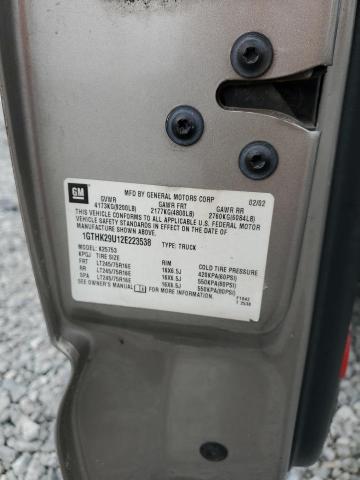 GM
MFD BY GENERAL MOTORS CORP 02/02
GVWR GAWR FRT GAWR RR
4173KG(9200LB) 2177KG(4800LB) 2760KG(6084LB)
THIS VEHICLE CONFORMS TO ALL APPLICABLE U.S. FEDERAL MOTOR
VEHICLE SAFETY STANDARDS IN EFFECT ON THE DATE OF
MANUFACTURE SHOWN ABOVE.
1GTHK29U12E223538 TYPE: TRUCK
MODEL: K25753
TIRE SIZE RIM COLD TIRE PRESSURE
FRT LT245/75R16E 16X6.5J 420KPA(60PSI)
RR LT245/75R16E 16X6.5J 550KPA(80PSI)
SPA LT245/75R16E 16X6.5J 550KPA(80PSI)
SEE OWNER'S MANUAL FOR MORE INFORMATION.